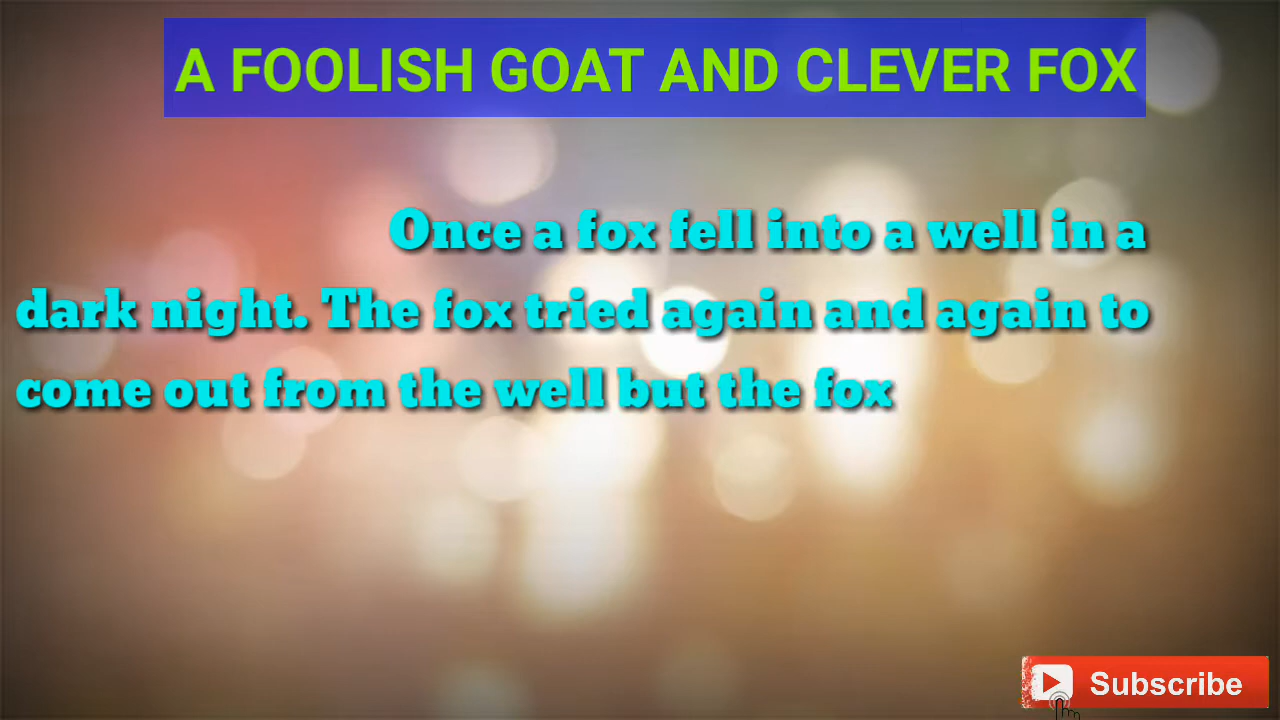 A FOOLISH GOAT AND CLEVER FOX
Once a fox fell into a well in a
dark night. The fox tried again and again to
come out from the well but the fox
Subscribe